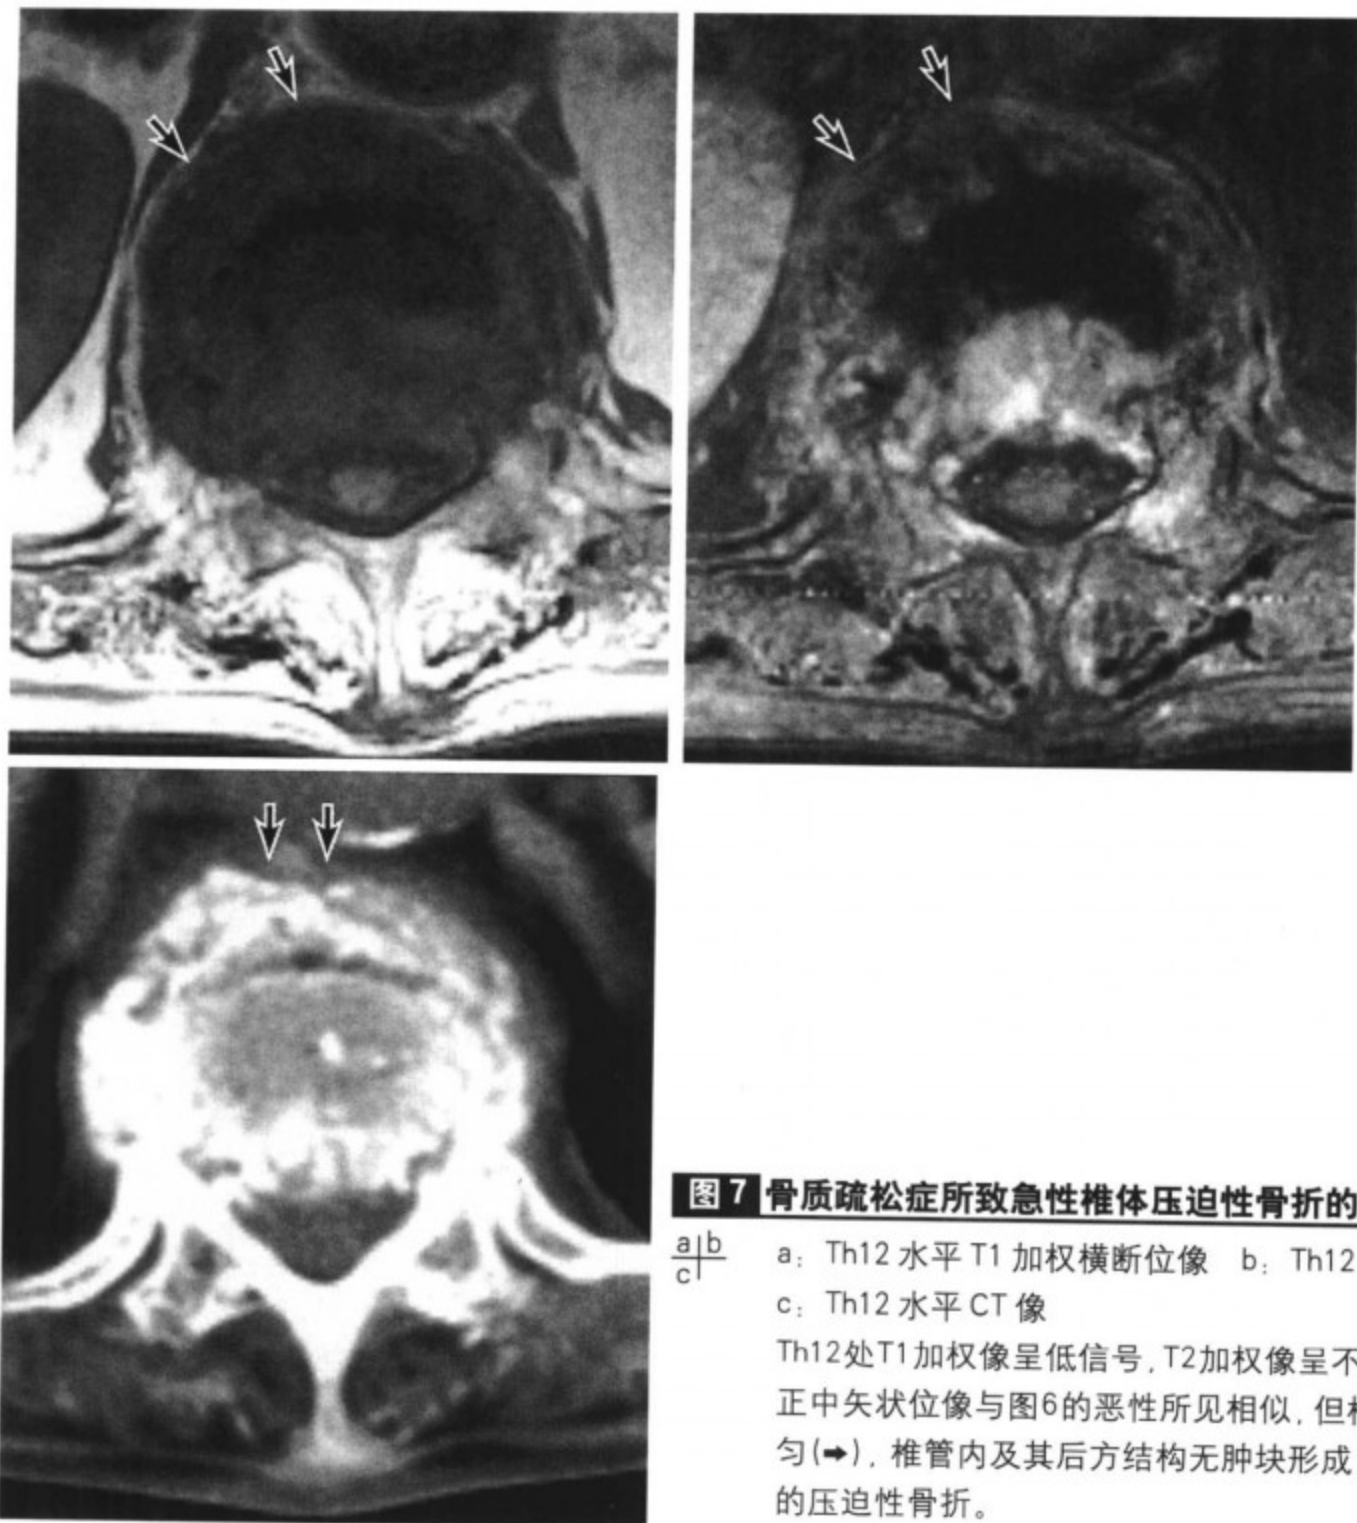 图 7 骨质疏松症所致急性椎体压迫性骨折的
a b
c
a: Th12 水平 T1 加权横断位像 b: Th12
c: Th12 水平 CT 像
Th12处T1加权像呈低信号,T2加权像呈不
正中矢状位像与图6的恶性所见相似,但
匀(➡),椎管内及其后方结构无肿块形成
的压迫性骨折。